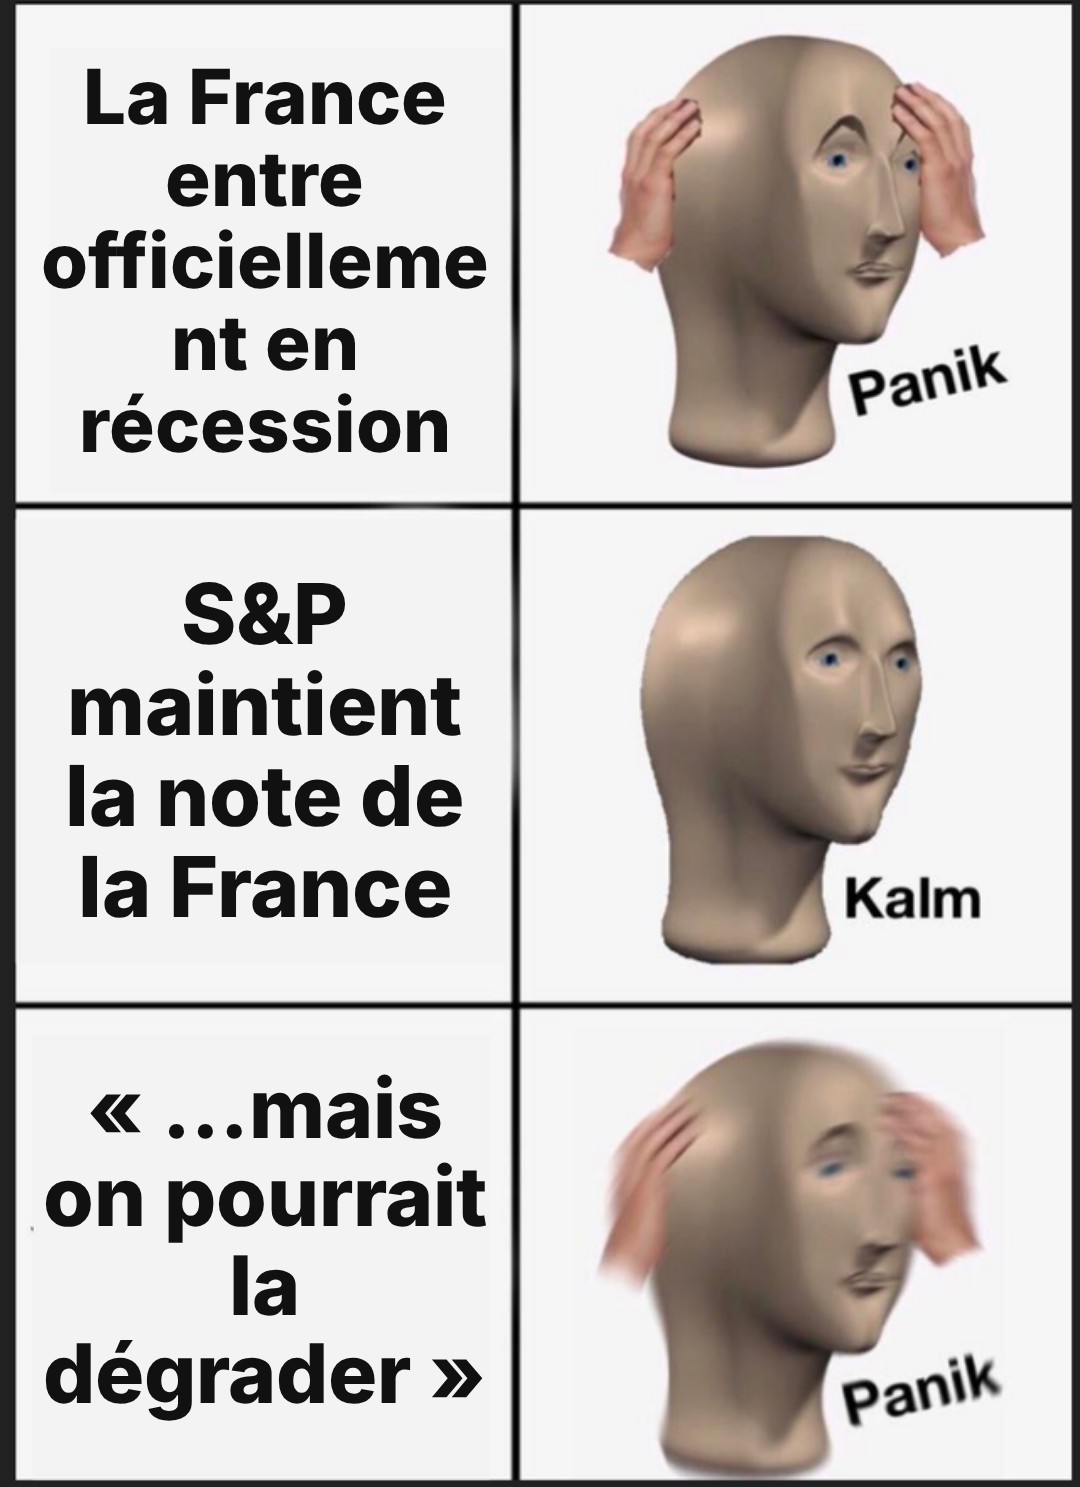 La France
entre
officielleme
nt en
récession
Panik
S&P
maintient
la note de
la France
Kalm
« …mais
on pourrait
la
dégrader »
Panik